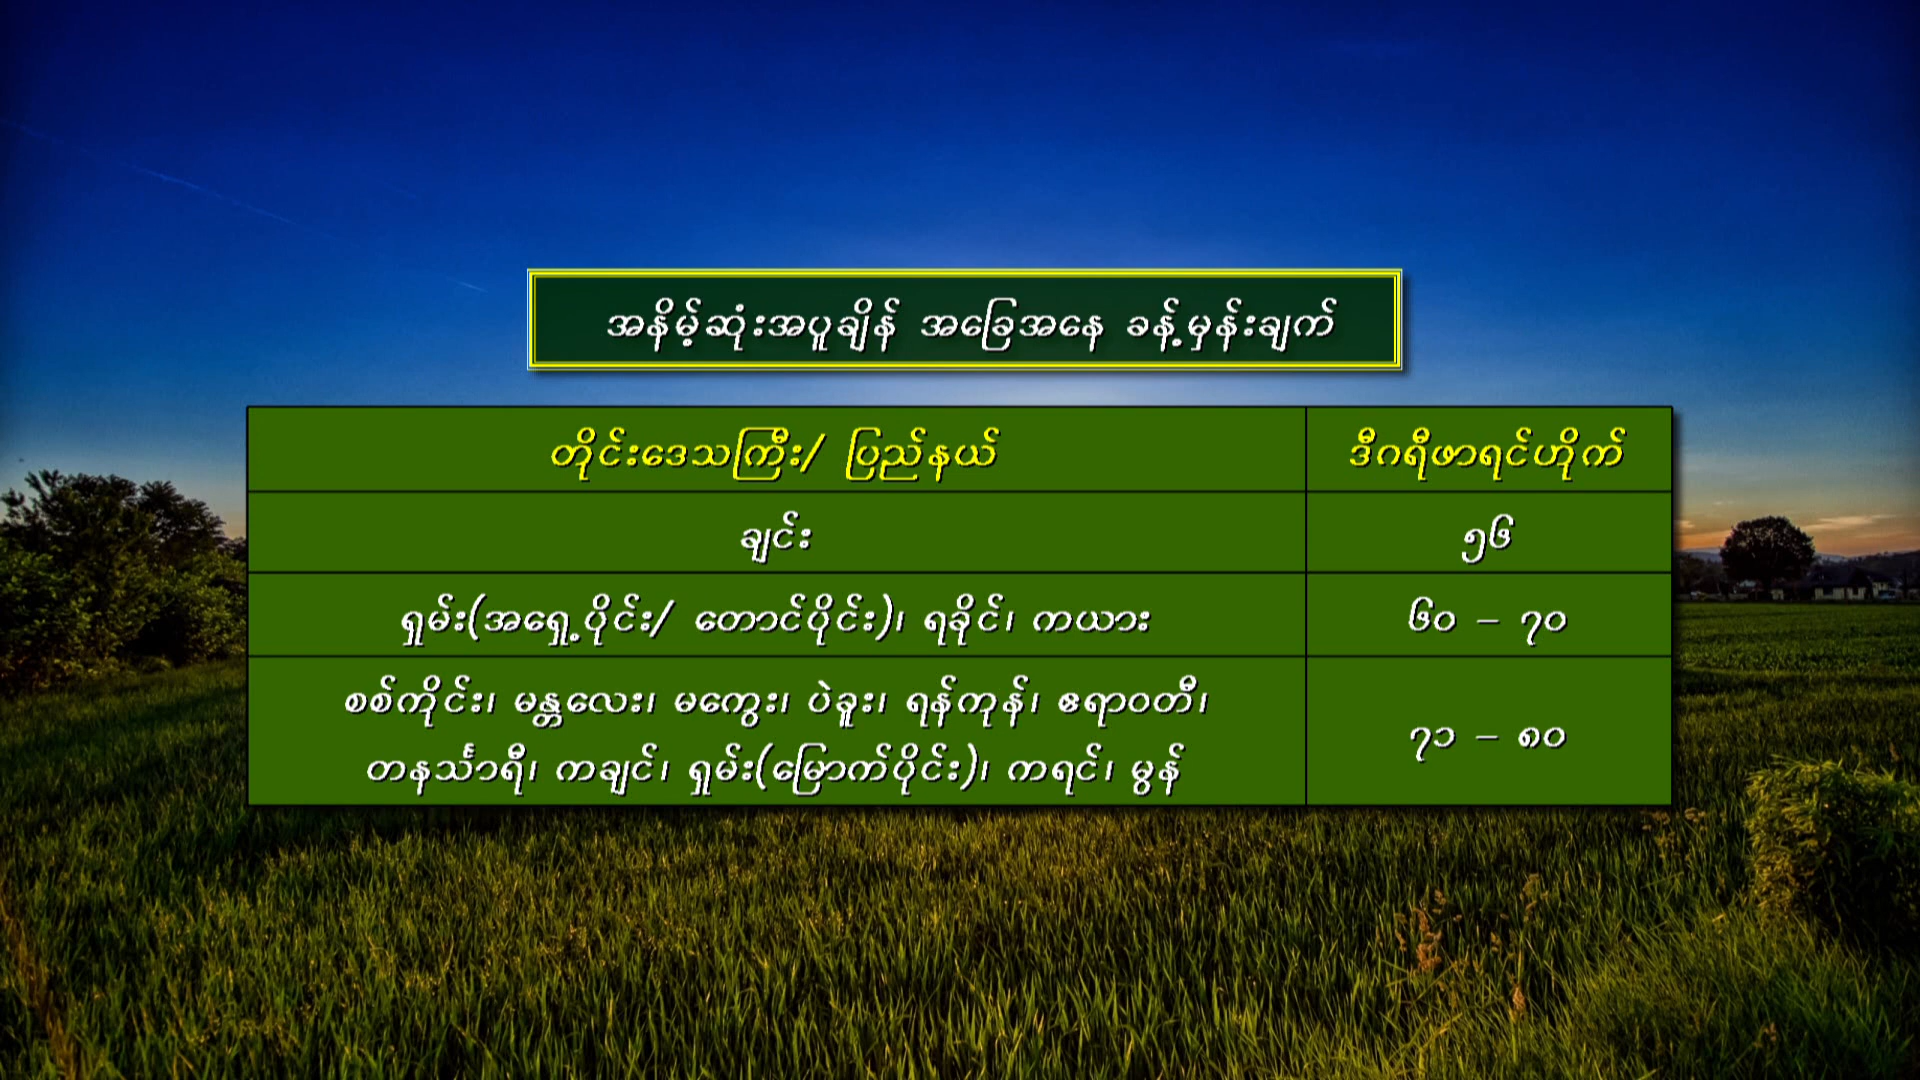 အနိမ့်ဆုံးအပူချိန် အခြေအနေ ခန့်မှန်းချက်
တိုင်းဒေသကြီး/ ပြည်နယ်
ဒီဂရီဖာရင်ဟိုက်
ချင်း
၅၆
ရှမ်း(အရှေ့ပိုင်း/ တောင်ပိုင်း)၊ ရခိုင်၊ ကယား
၆၀ – ၇၀
စစ်ကိုင်း၊ မန္တလေး၊ မကွေး၊ ပဲခူး၊ ရန်ကုန်၊ ဧရာဝတီ၊
တနင်္သာရီ၊ ကချင်၊ ရှမ်း(မြောက်ပိုင်း)၊ ကရင်၊ မွန်
၇၁ – ၈၀